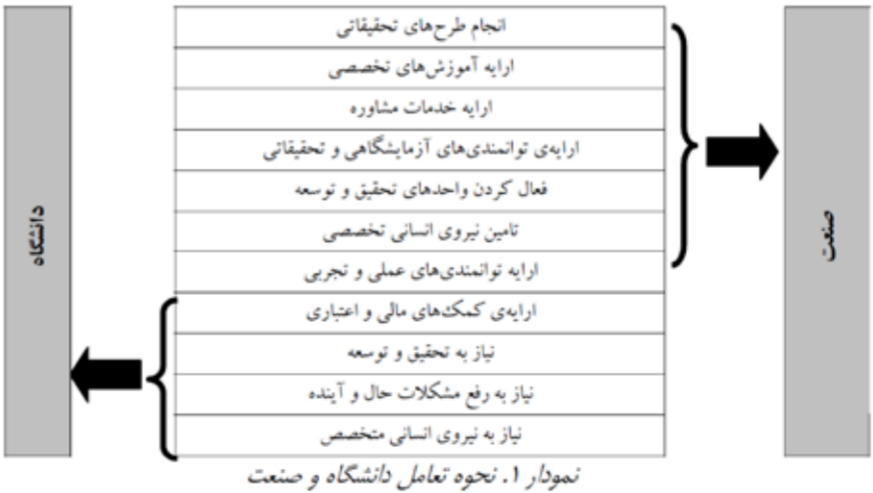 انجام طرح‌های تحقیقاتی
ارایه آموزش‌های تخصصی
ارایه خدمات مشاوره
ارایه‌ی توانمندی‌های آزمایشگاهی و تحقیقاتی
فعال کردن واحدهای تحقیق و توسعه
تامین نیروی انسانی تخصصی
ارایه توانمندی‌های عملی و تجربی
ارایه‌ی کمک‌های مالی و اعتباری
نیاز به تحقیق و توسعه
نیاز به رفع مشکلات حال و آینده
نیاز به نیروی انسانی متخصص
صنعت
دانشگاه
نمودار ۱. نحوه تعامل دانشگاه و صنعت